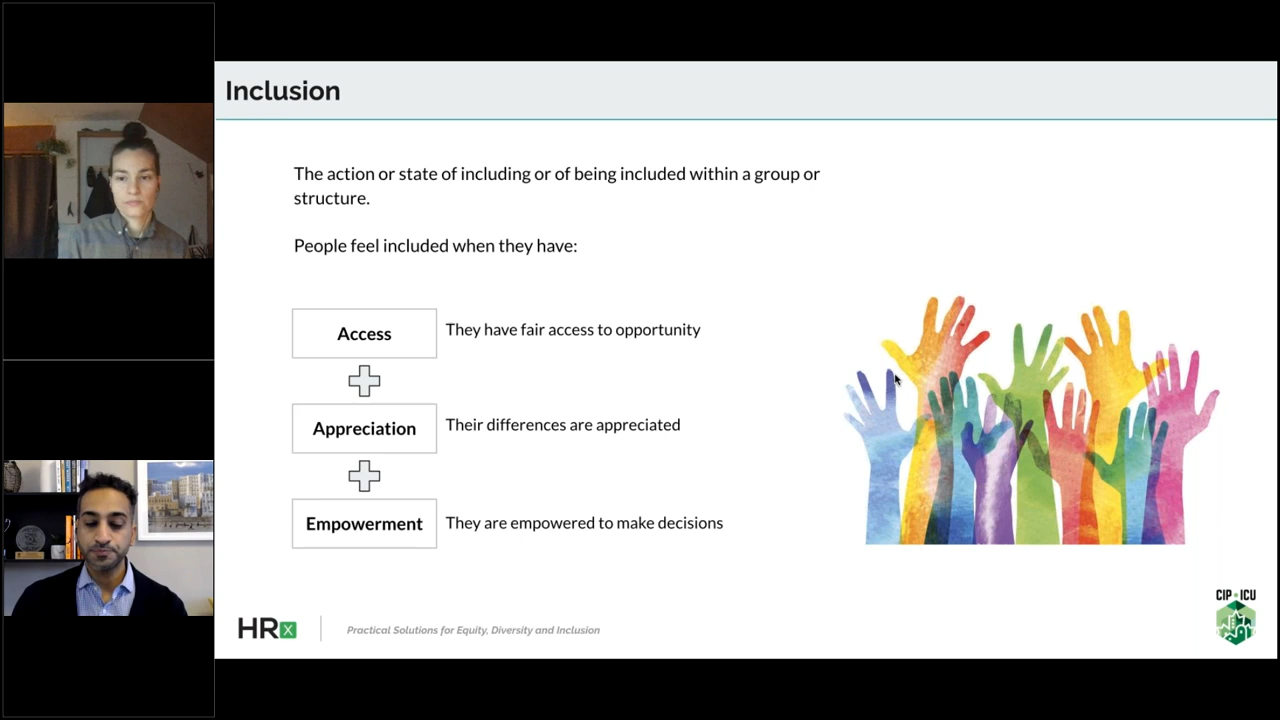 Inclusion
The action or state of including or of being included within a group or
structure.
People feel included when they have:
Access
They have fair access to opportunity
Appreciation
Their differences are appreciated
Empowerment
They are empowered to make decisions
HRx
Practical Solutions for Equity, Diversity and Inclusion
CIP ICU